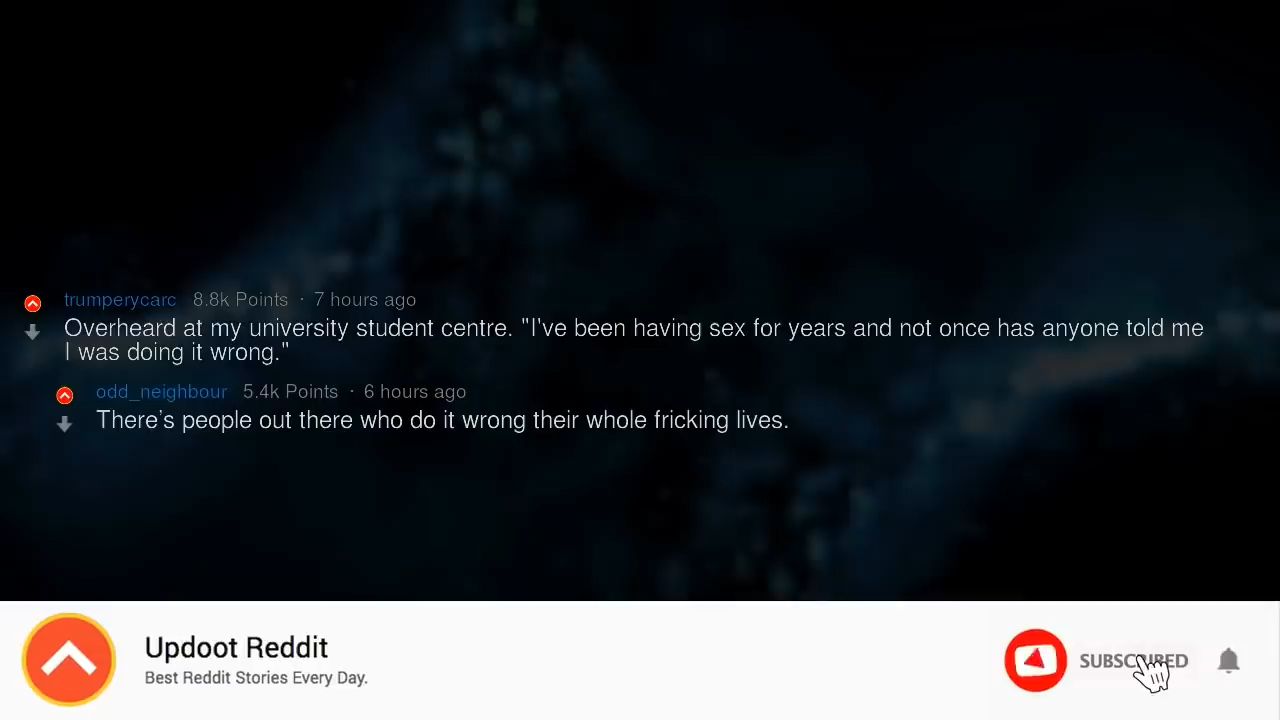 trumperycarc 8.8k Points · 7 hours ago
Overheard at my university student centre. "I've been having sex for years and not once has anyone told me
I was doing it wrong."
odd_neighbour 5.4k Points · 6 hours ago
There's people out there who do it wrong their whole fricking lives.
Updoot Reddit
Best Reddit Stories Every Day.